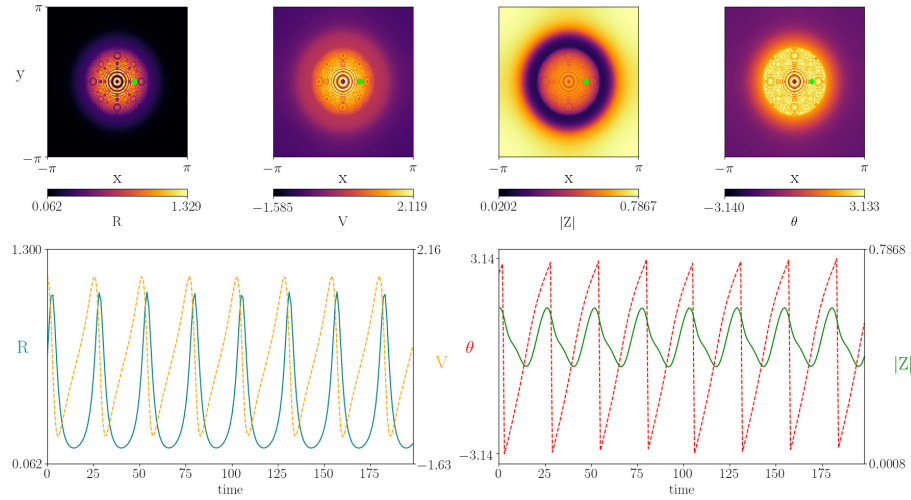 π
y
−π
−π π −π π −π π −π π
x x x x
0.062 1.329 −1.585 2.119 0.0202 0.7867 −3.140 3.133
R V |Z| θ
1.300 2.16
R V
0.062 −1.63
0 25 50 75 100 125 150 175
time
3.14 0.7868
θ |Z|
−3.14 0.0008
0 25 50 75 100 125 150 175
time